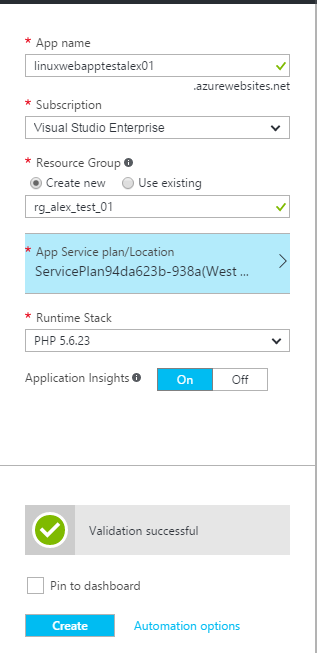 * App name
linuxwebapptestalex01
.azurewebsites.net
* Subscription
Visual Studio Enterprise
* Resource Group
Create new Use existing
rg_alex_test_01
* App Service plan/Location
ServicePlan94da623b-938a(West ...
* Runtime Stack
PHP 5.6.23
Application Insights On Off
Validation successful
Pin to dashboard
Create Automation options